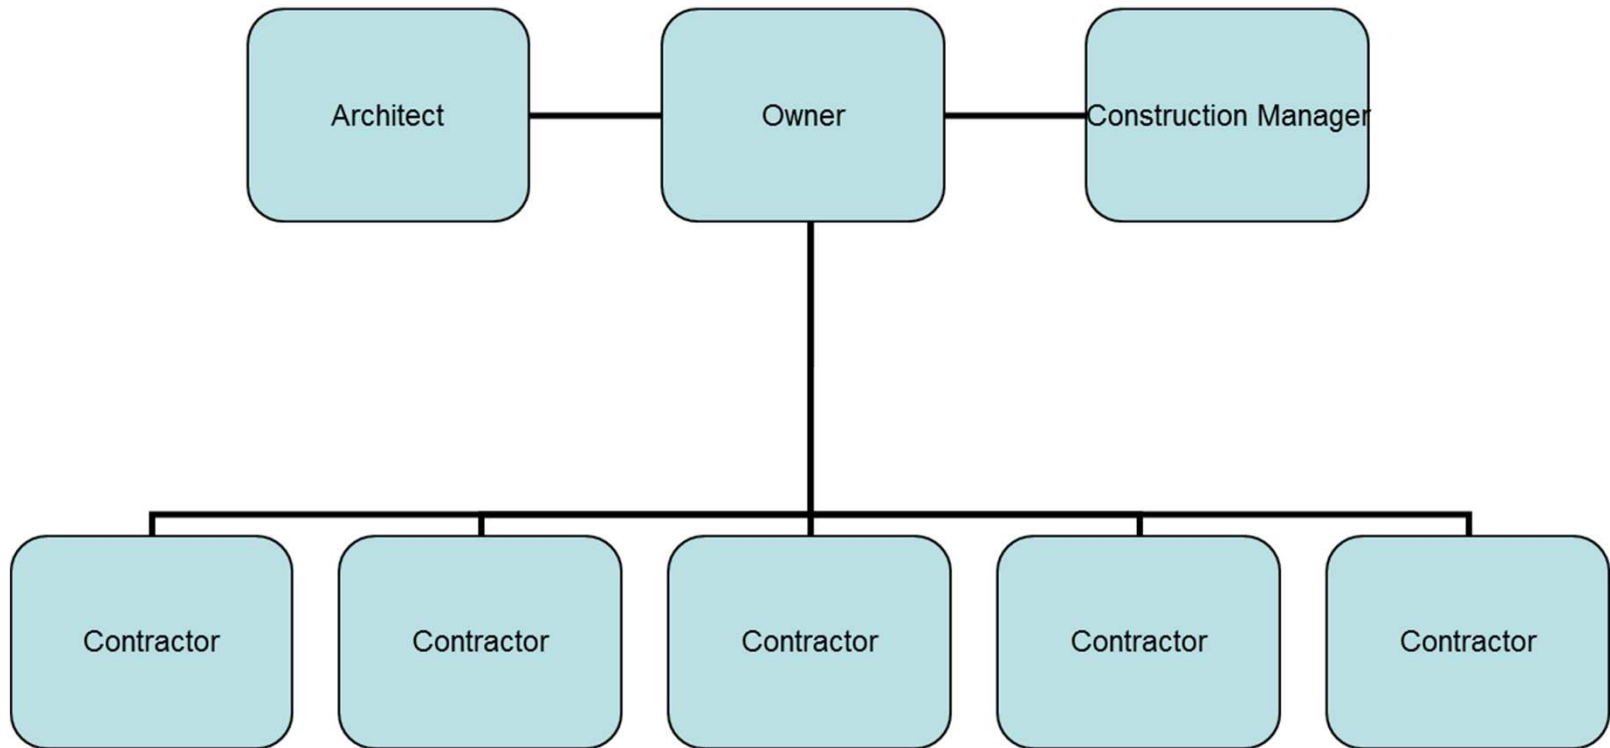 Architect
Owner
Construction Manager
Contractor
Contractor
Contractor
Contractor
Contractor